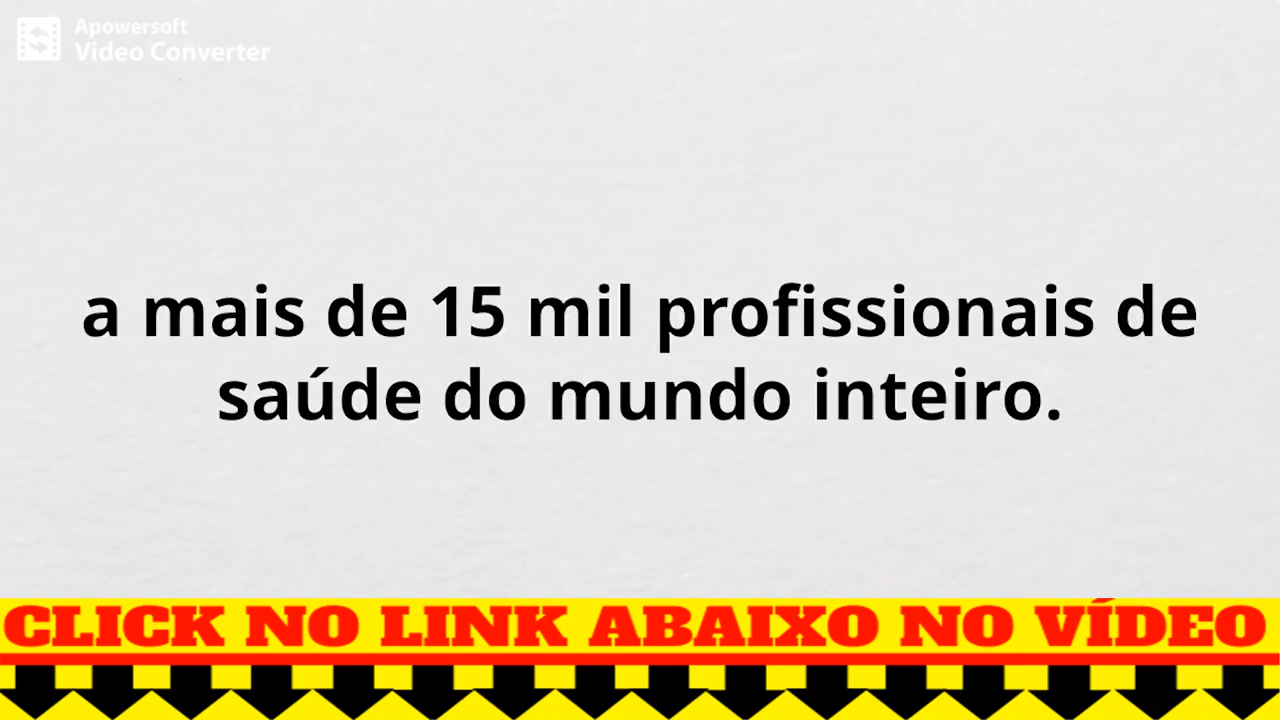 Apowersoft
Video Converter
a mais de 15 mil profissionais de
saúde do mundo inteiro.
CLICK NO LINK ABAIXO NO VÍDEO